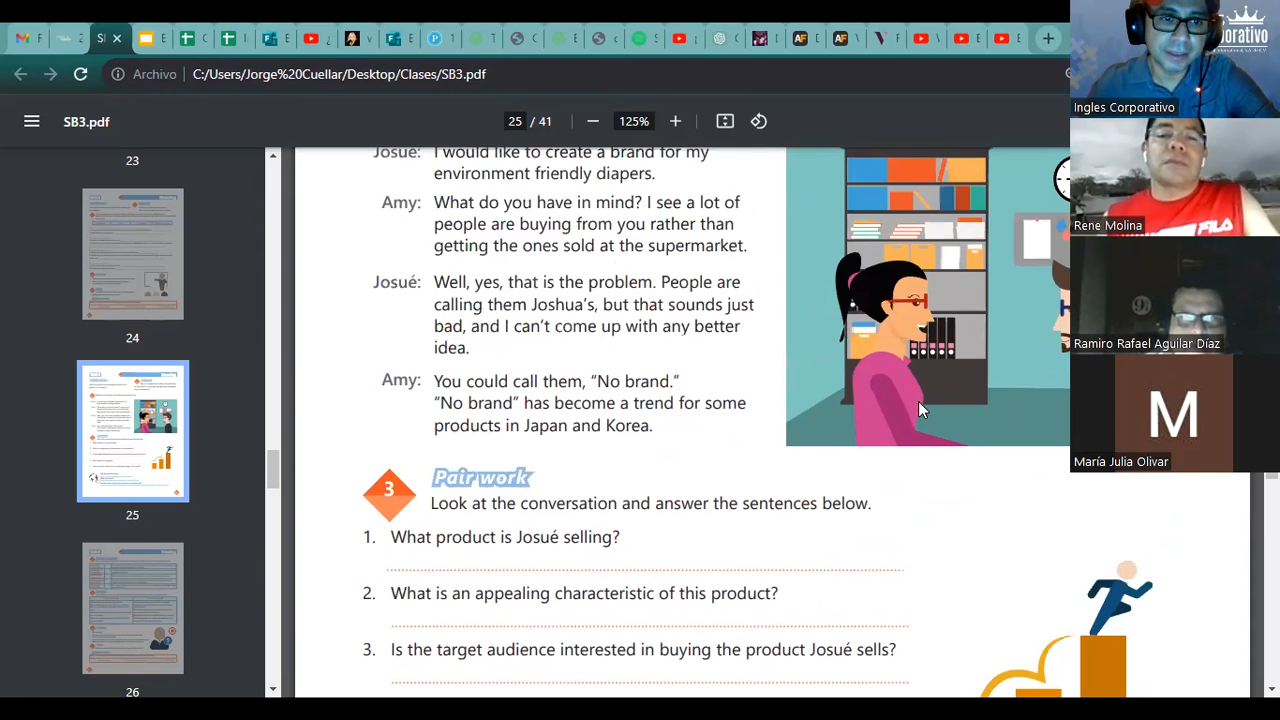 Archivo
C:/Users/Jorge%20Cuellar/Desktop/Clases/SB3.pdf
SB3.pdf
25 / 41
125%
23
24
25
26
Josué: I would like to create a brand for my
environment friendly diapers.
Amy: What do you have in mind? I see a lot of
people are buying from you rather than
getting the ones sold at the supermarket.
Josué: Well, yes, that is the problem. People are
calling them Joshua's, but that sounds just
bad, and I can't come up with any better
idea.
Amy: You could call them, “No brand.”
“No brand” has become a trend for some
products in Japan and Korea.
3 Pair work
Look at the conversation and answer the sentences below.
1. What product is Josué selling?
2. What is an appealing characteristic of this product?
3. Is the target audience interested in buying the product Josué sells?
orativo
Ingles Corporativo
FILA
Rene Molina
Ramiro Rafael Aguilar Díaz
M
María Julia Olivar